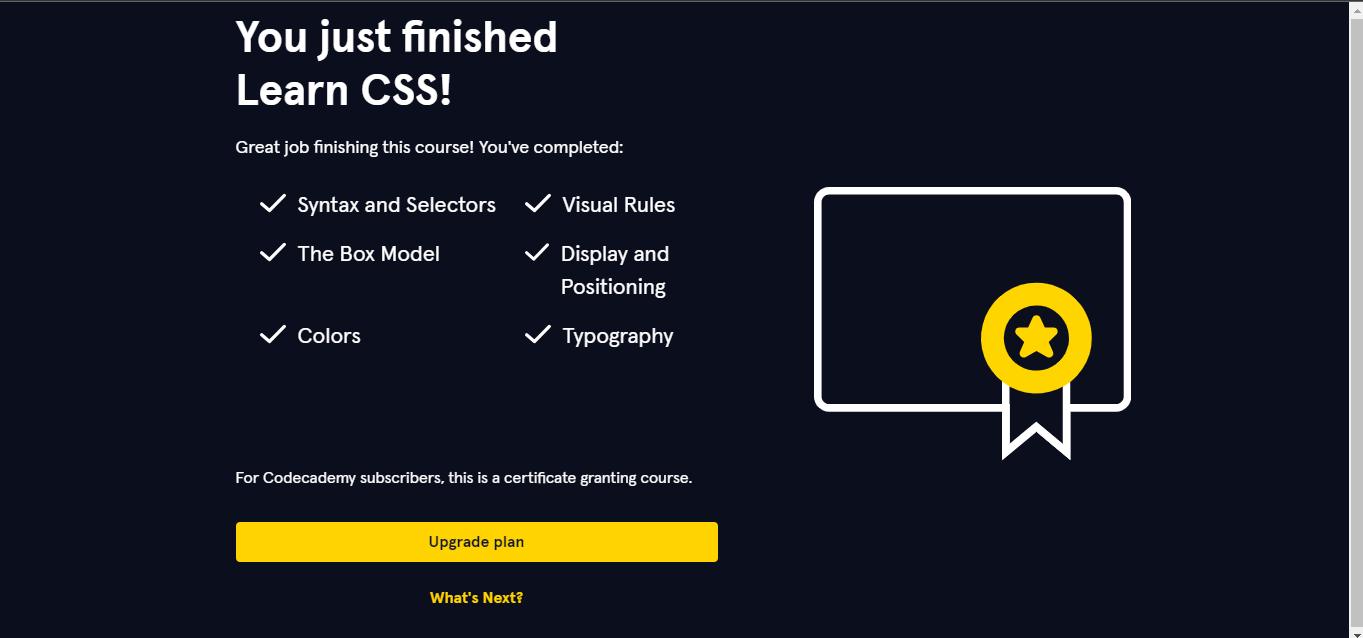 You just finished
Learn CSS!
Great job finishing this course! You've completed:
Syntax and Selectors
Visual Rules
The Box Model
Display and
Positioning
Colors
Typography
For Codecademy subscribers, this is a certificate granting course.
Upgrade plan
What's Next?